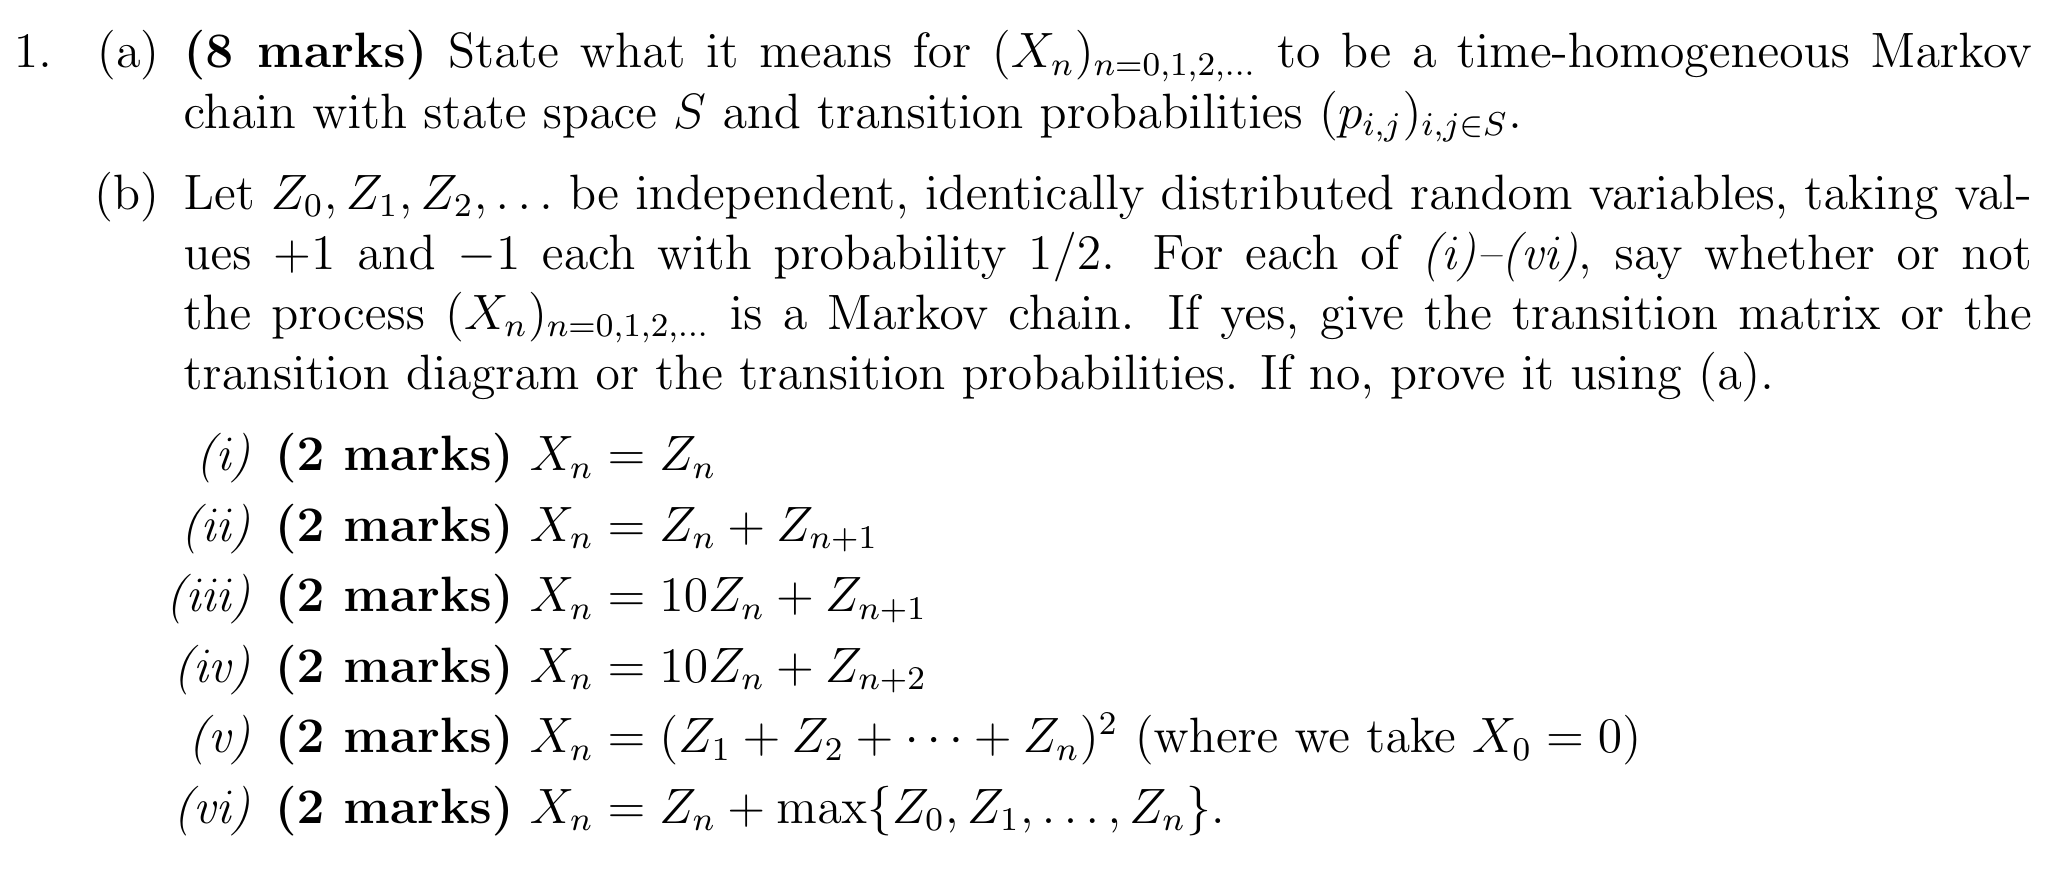 1. (a) (8 marks) State what it means for $(X_n)_{n=0,1,2,\ldots}$ to be a time-homogeneous Markov
chain with state space $S$ and transition probabilities $(p_{i,j})_{i,j\in S}$.
(b) Let $Z_0, Z_1, Z_2, \ldots$ be independent, identically distributed random variables, taking val-
ues $+1$ and $-1$ each with probability $1/2$. For each of (i)–(vi), say whether or not
the process $(X_n)_{n=0,1,2,\ldots}$ is a Markov chain. If yes, give the transition matrix or the
transition diagram or the transition probabilities. If no, prove it using (a).
(i) (2 marks) $X_n = Z_n$
(ii) (2 marks) $X_n = Z_n + Z_{n+1}$
(iii) (2 marks) $X_n = 10Z_n + Z_{n+1}$
(iv) (2 marks) $X_n = 10Z_n + Z_{n+2}$
(v) (2 marks) $X_n = (Z_1 + Z_2 + \cdots + Z_n)^2$ (where we take $X_0 = 0$)
(vi) (2 marks) $X_n = Z_n + \max\{Z_0, Z_1, \ldots, Z_n\}$.